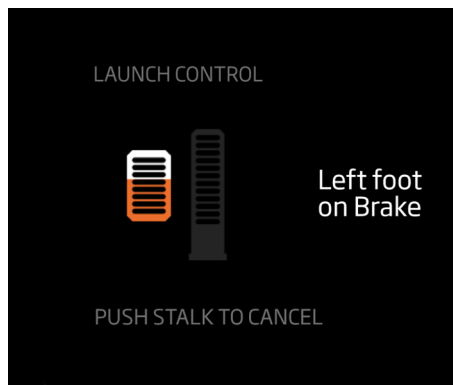 LAUNCH CONTROL
Left foot
on Brake
PUSH STALK TO CANCEL